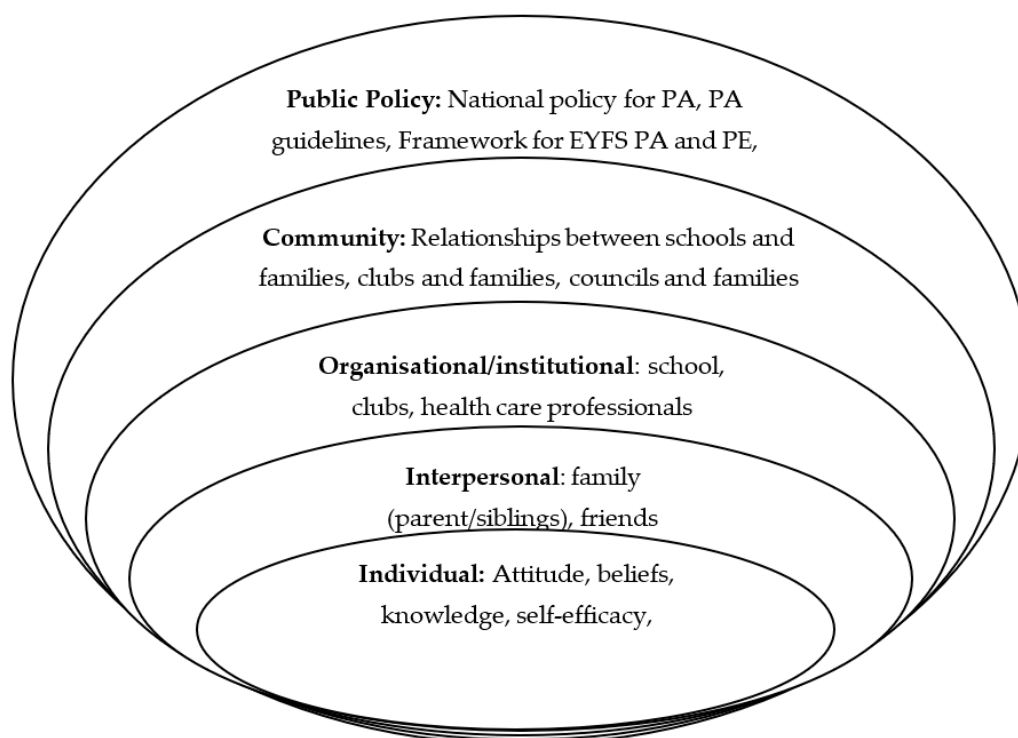 Public Policy: National policy for PA, PA
guidelines, Framework for EYFS PA and PE,
Community: Relationships between schools and
families, clubs and families, councils and families
Organisational/institutional: school,
clubs, health care professionals
Interpersonal: family
(parent/siblings), friends
Individual: Attitude, beliefs,
knowledge, self-efficacy,